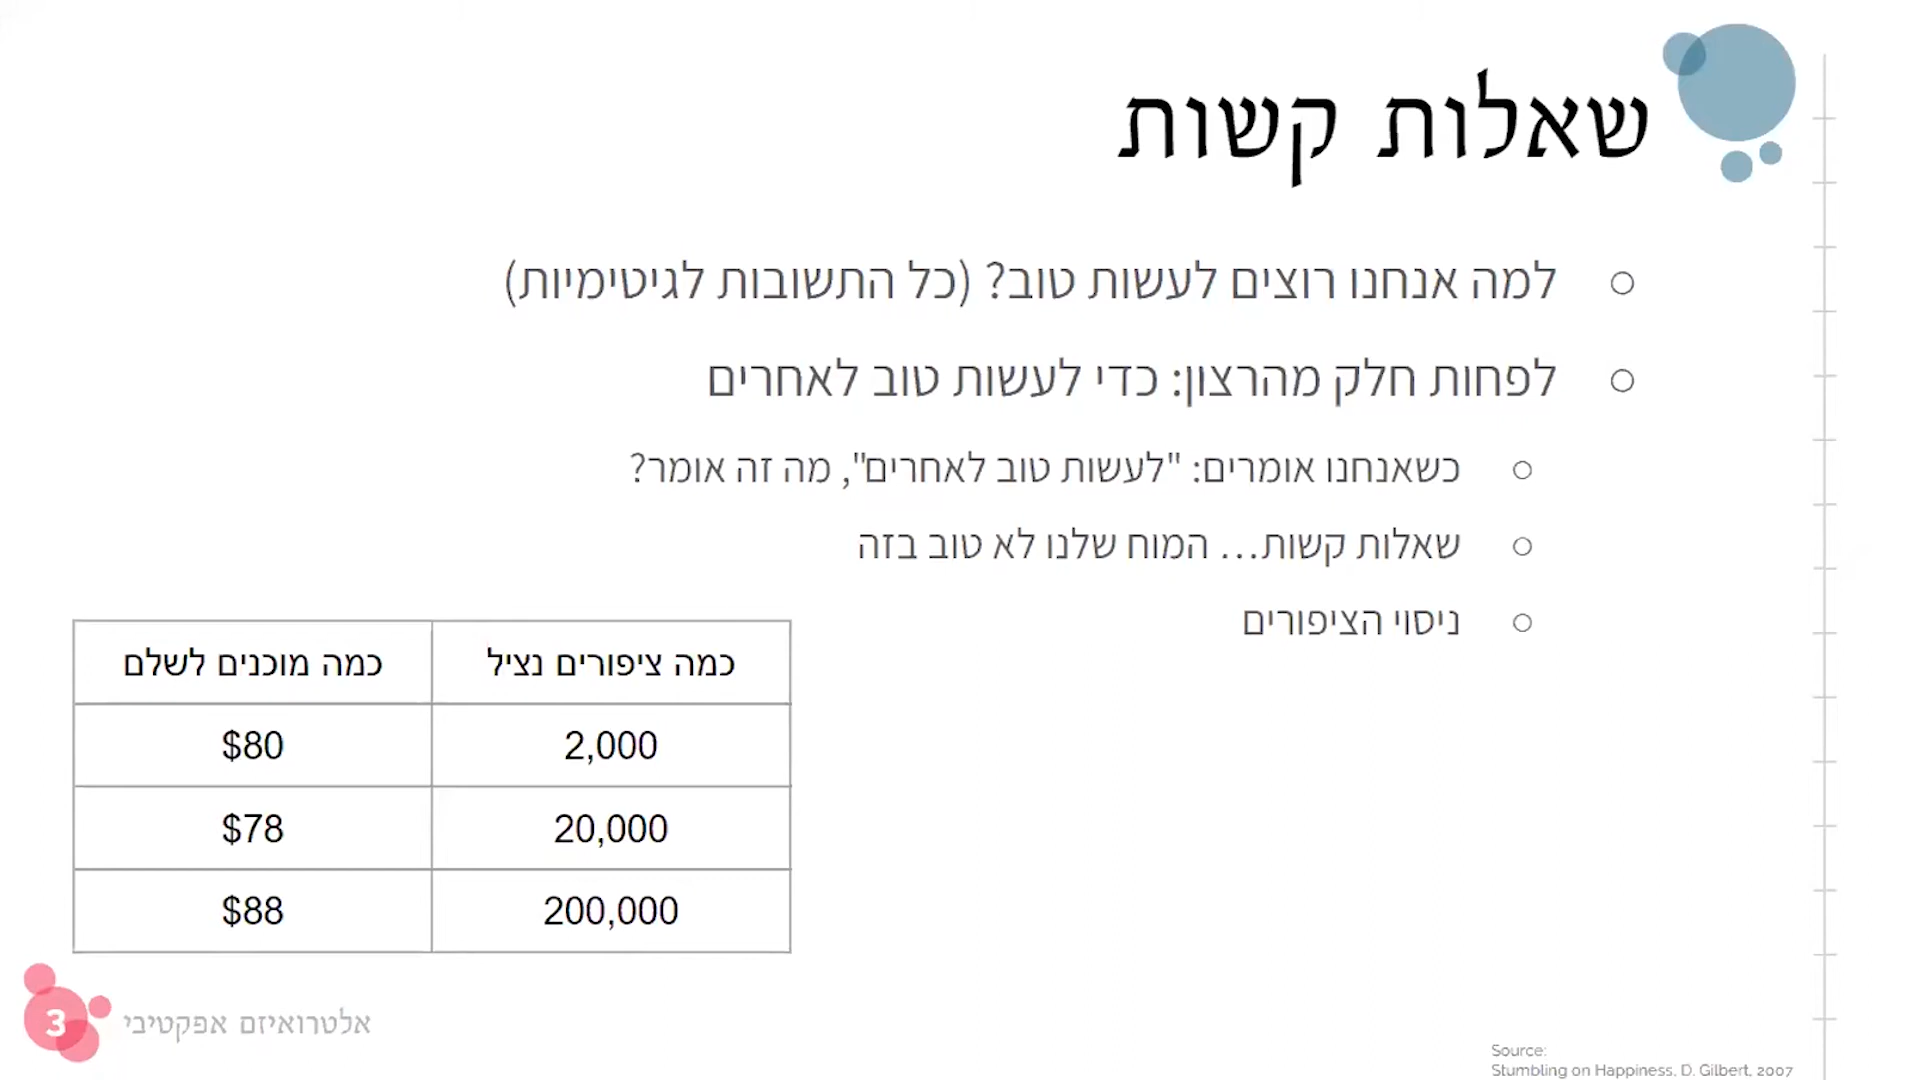 שאלות קשות
למה אנחנו רוצים לעשות טוב? (כל התשובות לגיטימיות)
לפחות חלק מהרצון: כדי לעשות טוב לאחרים
כשאנחנו אומרים: "לעשות טוב לאחרים", מה זה אומר?
שאלות קשות... המוח שלנו לא טוב בזה
ניסוי הציפורים
כמה ציפורים נציל כמה מוכנים לשלם
2,000 $80
20,000 $78
200,000 $88
3 אלטרואיזם אפקטיבי
Source:
Stumbling on Happiness, D. Gilbert, 2007